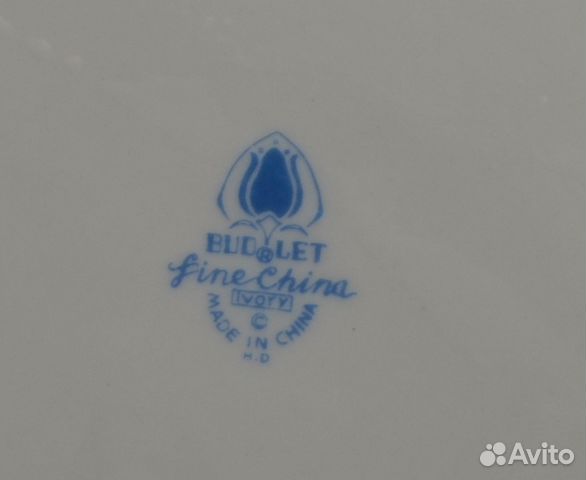 BUD®LET
fine China
IVORY
©
MADE IN CHINA
H.D
Avito